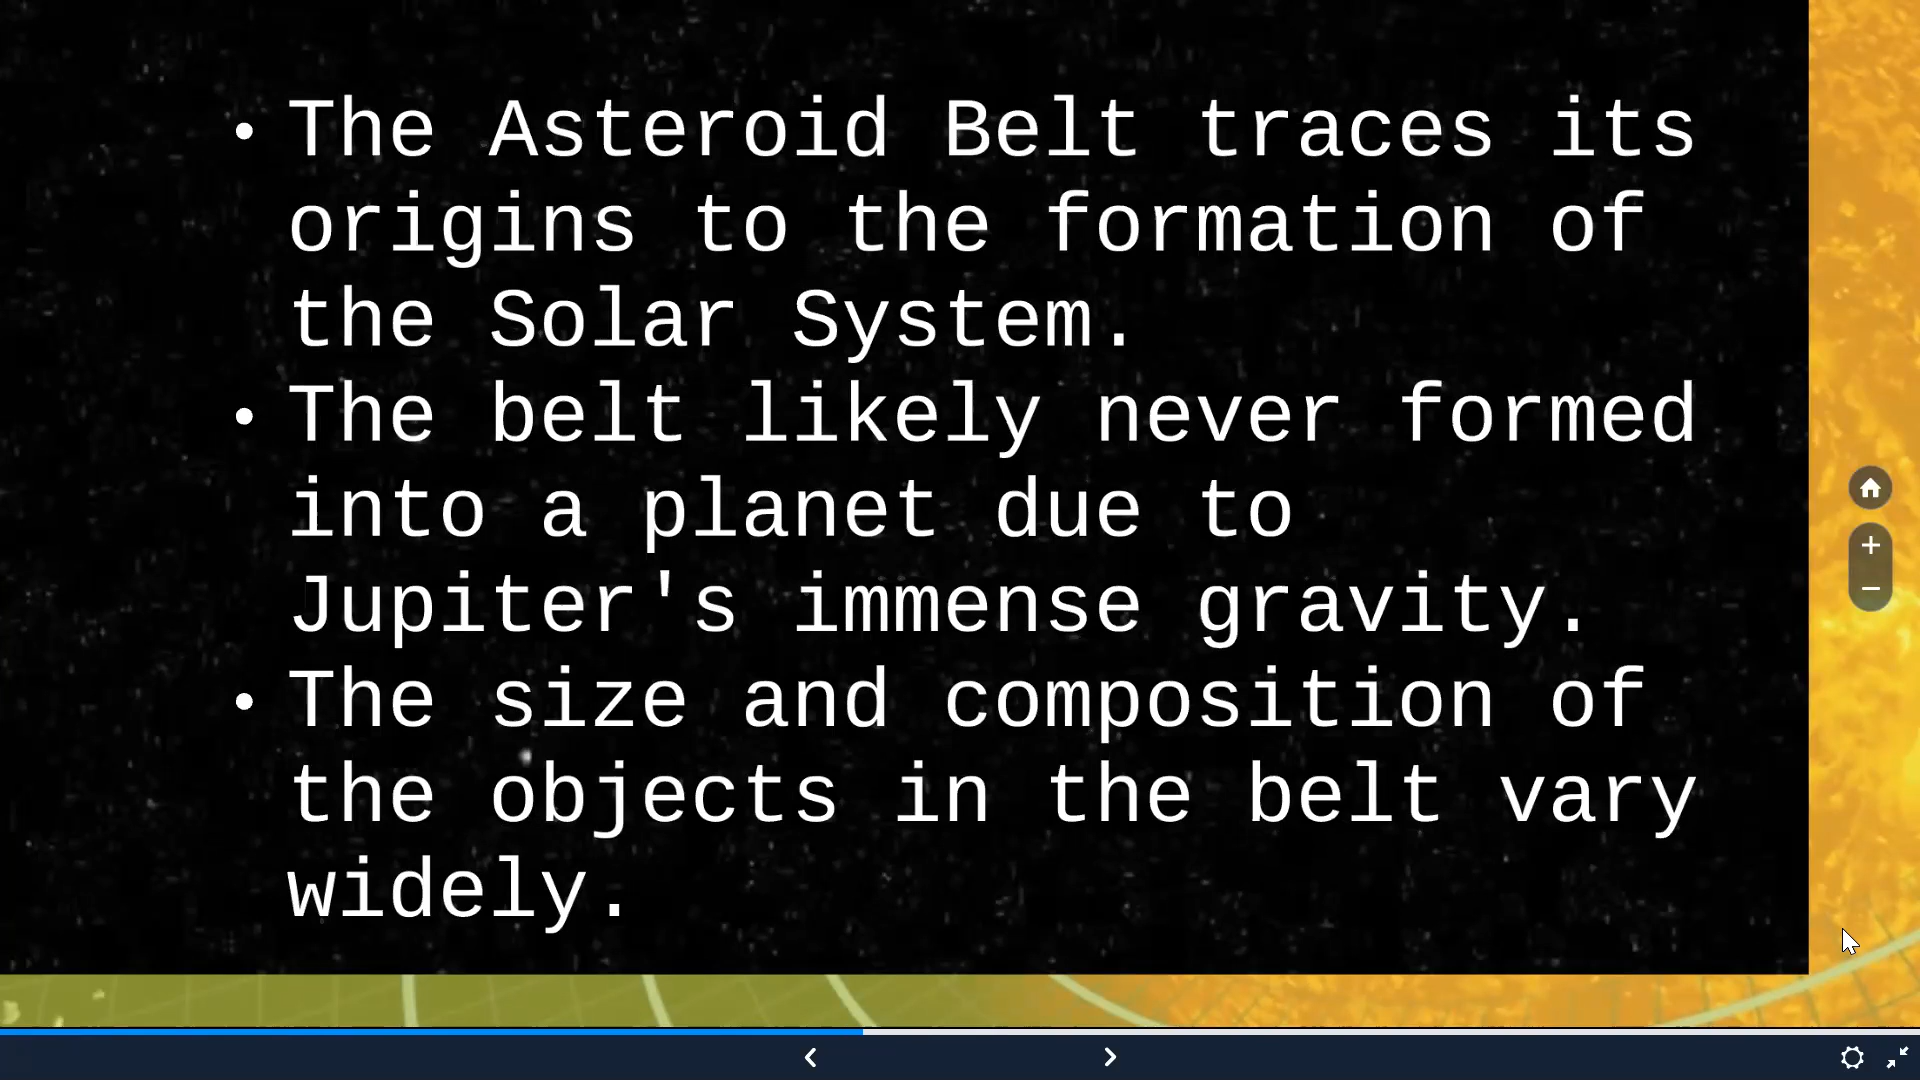 • The Asteroid Belt traces its
origins to the formation of
the Solar System.
• The belt likely never formed
into a planet due to
Jupiter's immense gravity.
• The size and composition of
the objects in the belt vary
widely.